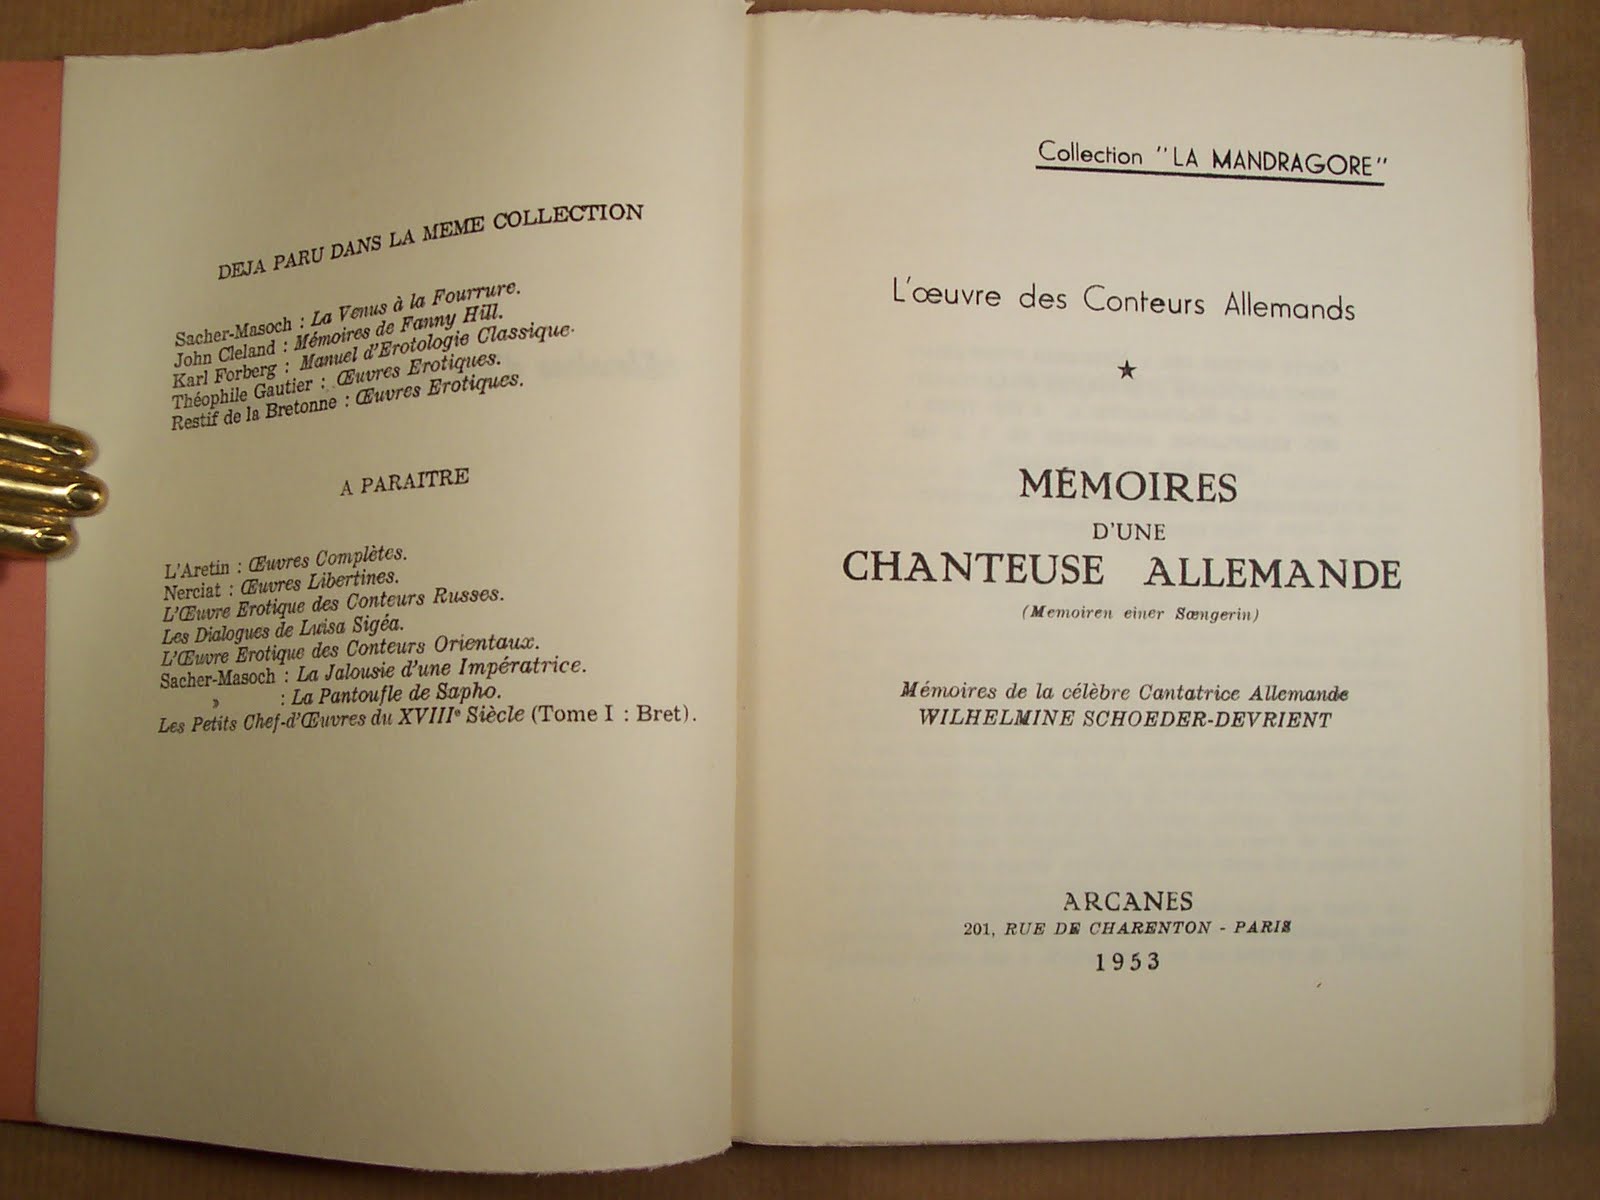 DEJA PARU DANS LA MEME COLLECTION
Sacher-Masoch : La Venus à la Fourrure.
John Cleland : Mémoires de Fanny Hill.
Karl Forberg : Manuel d'Erotologie Classique.
Théophile Gautier : Œuvres Erotiques.
Restif de la Bretonne : Œuvres Erotiques.
A PARAITRE
L'Aretin : Œuvres Complètes.
Nerciat : Œuvres Libertines.
L'Œuvre Erotique des Conteurs Russes.
Les Dialogues de Luisa Sigéa.
L'Œuvre Erotique des Conteurs Orientaux.
Sacher-Masoch : La Jalousie d'une Impératrice.
» : La Pantoufle de Sapho.
Les Petits Chef-d'Œuvres du XVIIIe Siècle (Tome I : Bret).
Collection "LA MANDRAGORE"
L'œuvre des Conteurs Allemands
★
MÉMOIRES
D'UNE
CHANTEUSE ALLEMANDE
(Memoiren einer Sœngerin)
Mémoires de la célèbre Cantatrice Allemande
WILHELMINE SCHOEDER-DEVRIENT
ARCANES
201, RUE DE CHARENTON - PARIS
1953